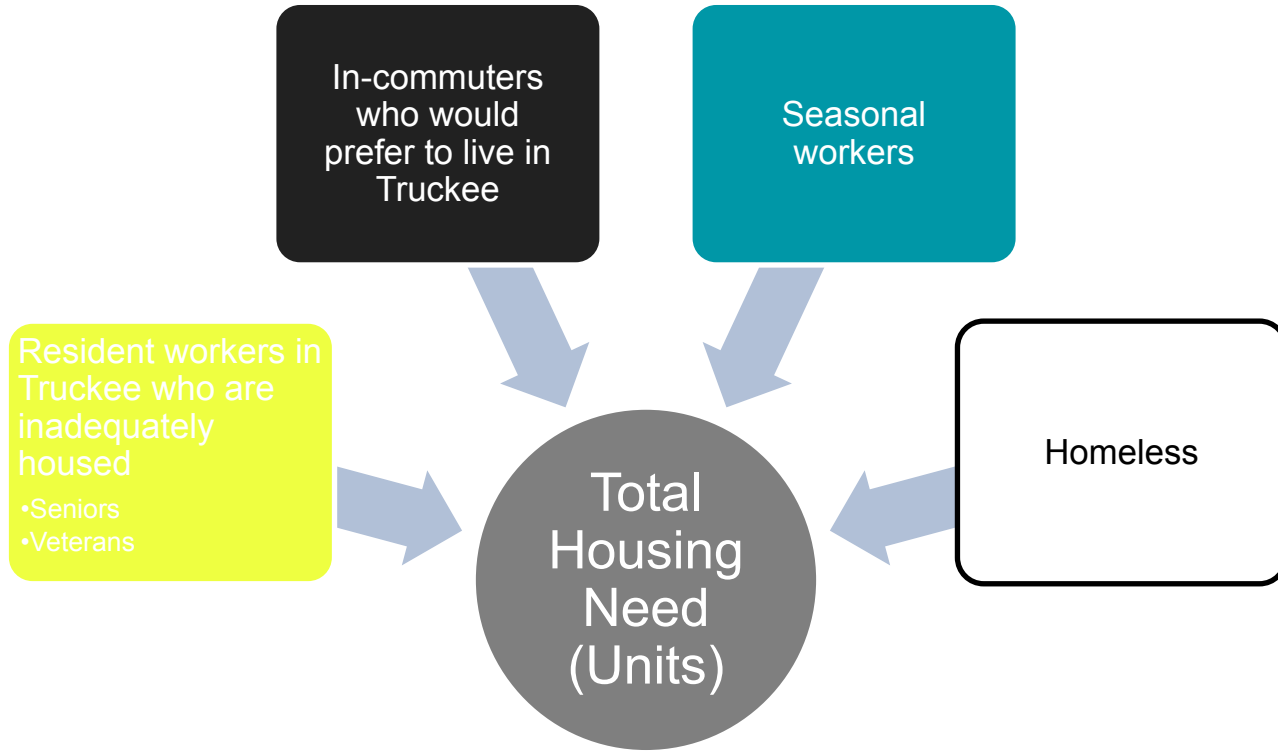 In-commuters
who would
prefer to live in
Truckee
Seasonal
workers
Resident workers in
Truckee who are
inadequately
housed
•Seniors
•Veterans
Homeless
Total
Housing
Need
(Units)